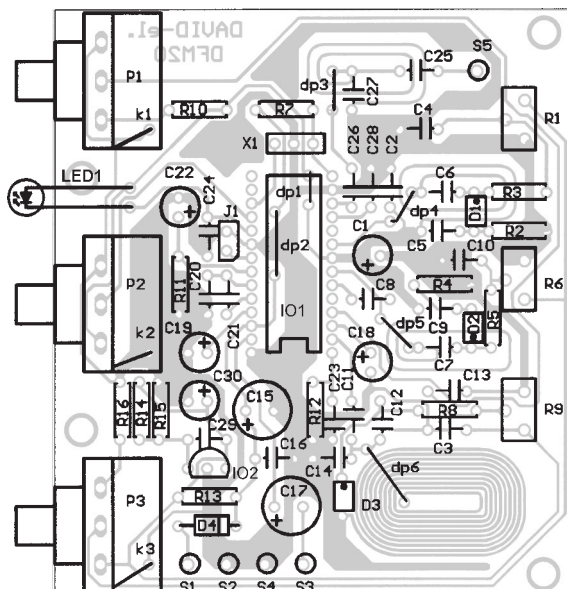 DAVID-el.
DFM20
P1
k1
R10
R7
dp3
C27
C25
S5
C4
R1
X1
C26
C28
C2
LED1
C22
C24
J1
dp1
dp2
C6
dp4
D1
R3
R2
C1
C5
C10
P2
k2
R11
C20
C21
IO1
C8
R4
R6
C9
D2
R5
dp5
C7
C19
C18
C30
C15
R12
C23
C11
C12
C13
R8
C3
R9
R16
R14
R15
C29
IO2
C16
C14
dp6
P3
k3
R13
C17
D3
D4
S1
S2
S4
S3